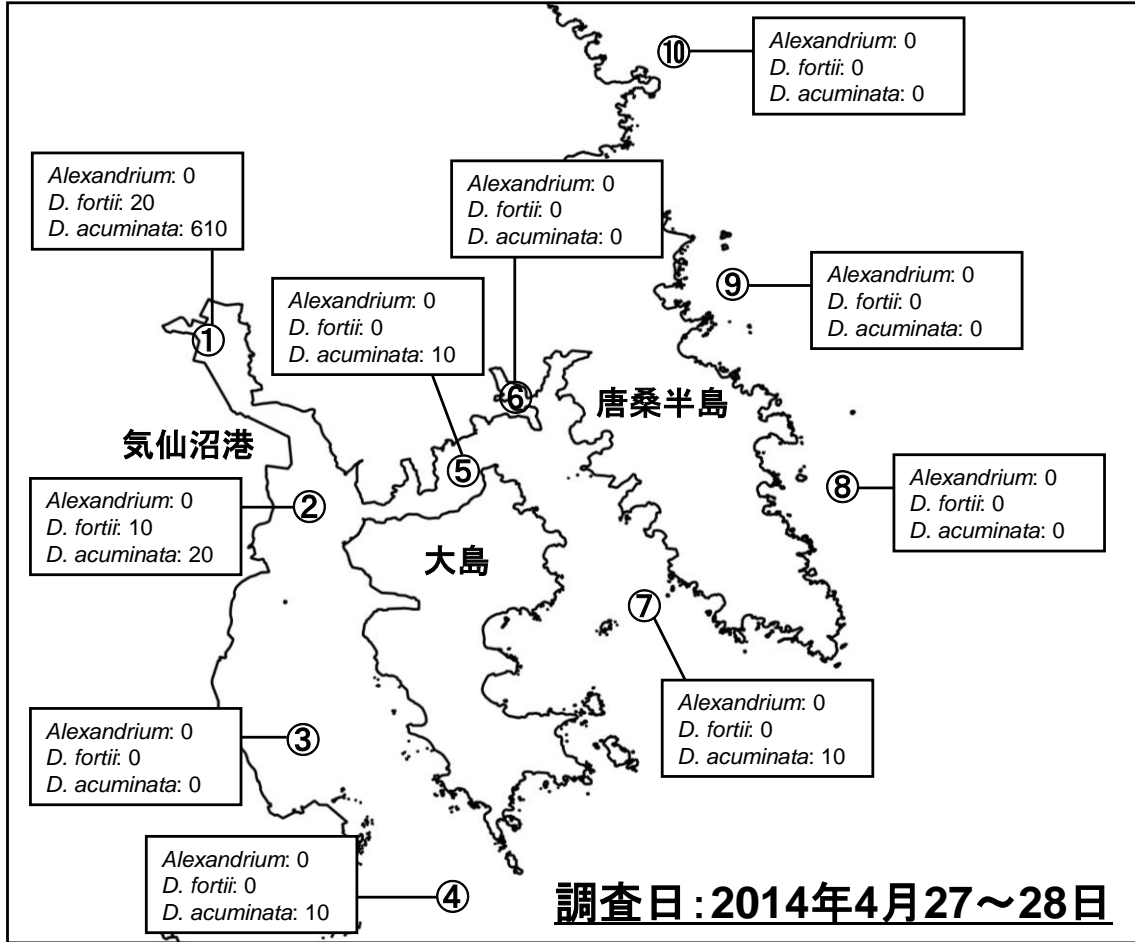 ⑩
Alexandrium: 0
D. fortii: 0
D. acuminata: 0
Alexandrium: 0
D. fortii: 20
D. acuminata: 610
①
Alexandrium: 0
D. fortii: 0
D. acuminata: 0
⑥
⑨
Alexandrium: 0
D. fortii: 0
D. acuminata: 0
Alexandrium: 0
D. fortii: 0
D. acuminata: 10
⑤
唐桑半島
気仙沼港
Alexandrium: 0
D. fortii: 10
D. acuminata: 20
②
大島
⑧
Alexandrium: 0
D. fortii: 0
D. acuminata: 0
⑦
Alexandrium: 0
D. fortii: 0
D. acuminata: 10
Alexandrium: 0
D. fortii: 0
D. acuminata: 0
③
Alexandrium: 0
D. fortii: 0
D. acuminata: 10
④
調査日:2014年4月27～28日